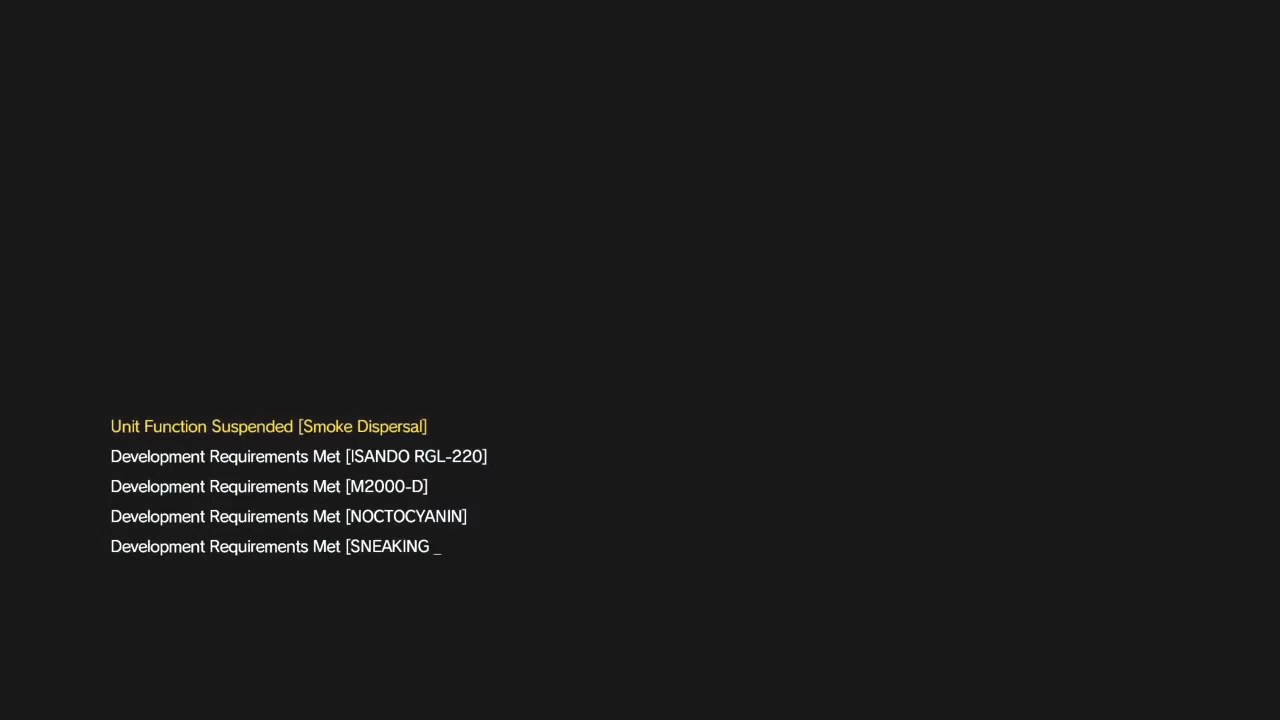 Unit Function Suspended [Smoke Dispersal]
Development Requirements Met [ISANDO RGL-220]
Development Requirements Met [M2000-D]
Development Requirements Met [NOCTOCYANIN]
Development Requirements Met [SNEAKING _